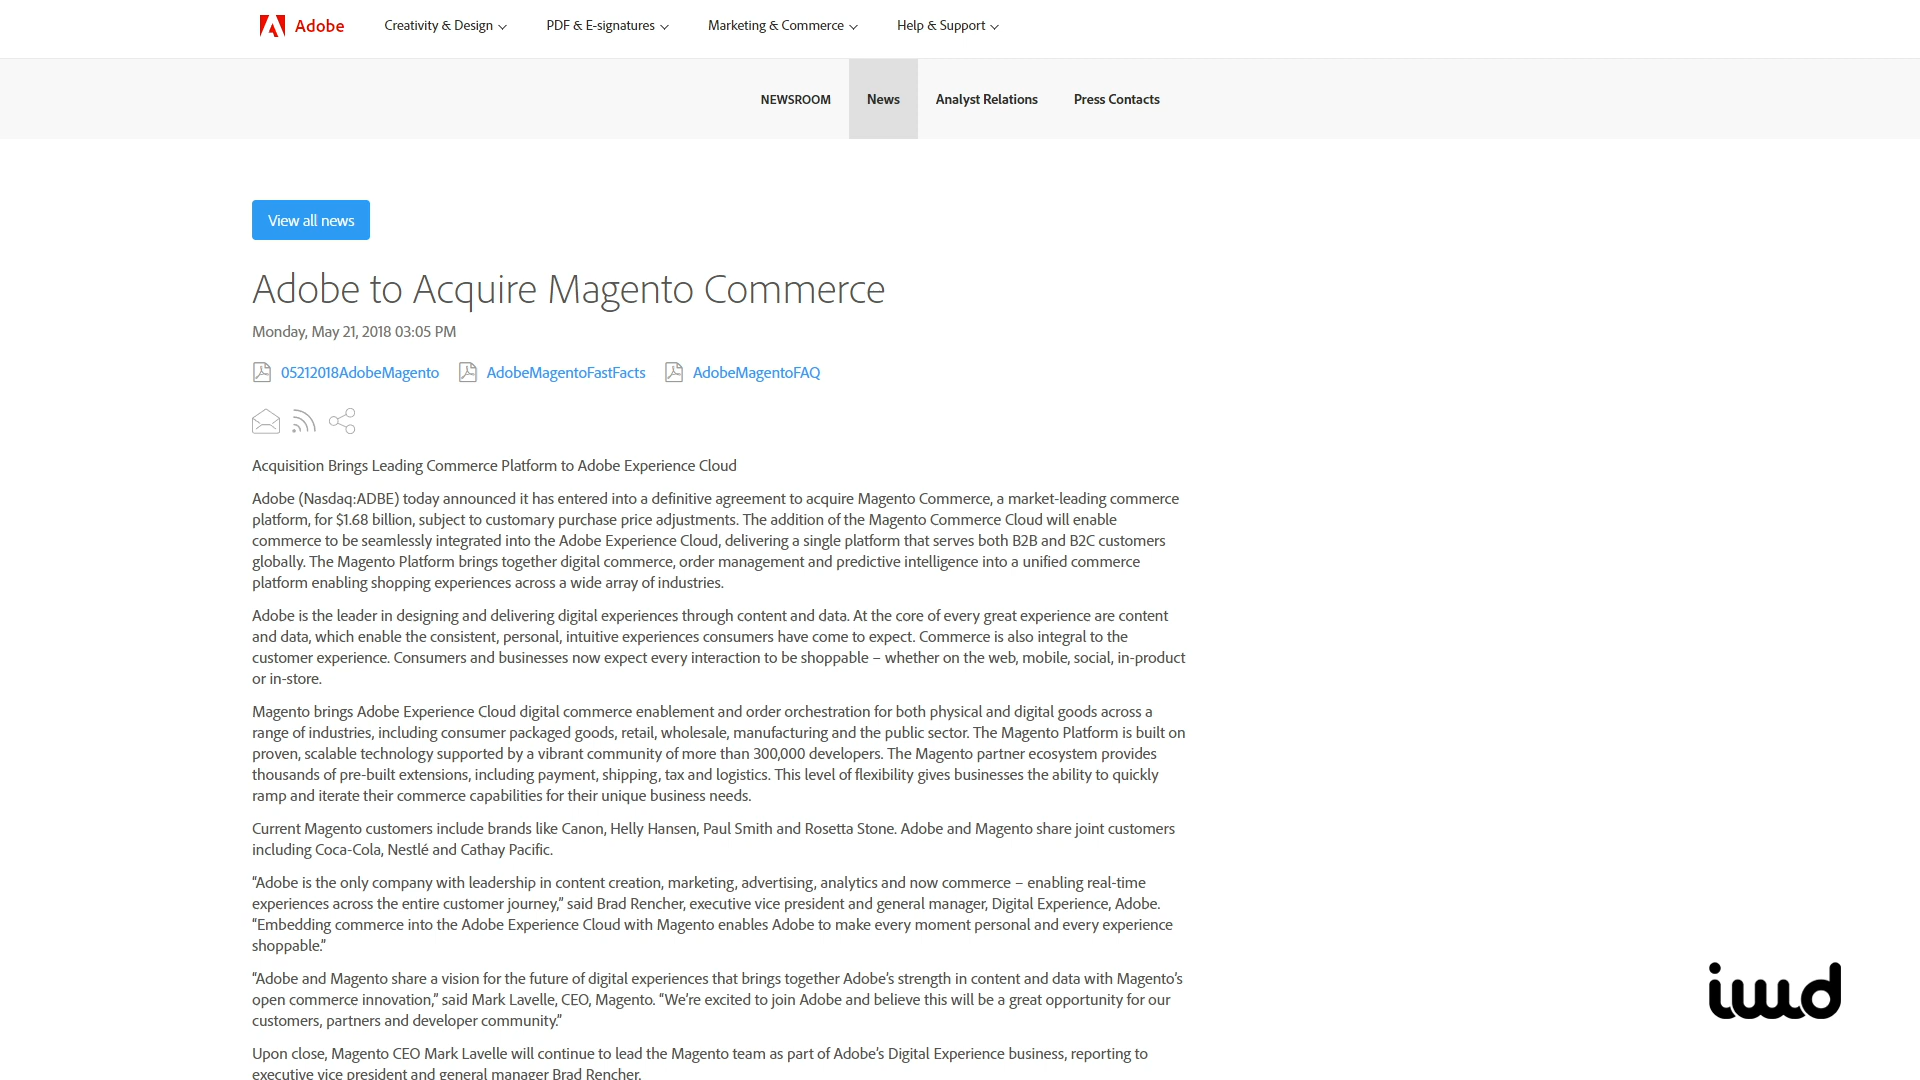 Adobe
Creativity & Design
PDF & E-signatures
Marketing & Commerce
Help & Support
NEWSROOM
News
Analyst Relations
Press Contacts
View all news
Adobe to Acquire Magento Commerce
Monday, May 21, 2018 03:05 PM
05212018AdobeMagento
AdobeMagentoFastFacts
AdobeMagentoFAQ
Acquisition Brings Leading Commerce Platform to Adobe Experience Cloud
Adobe (Nasdaq:ADBE) today announced it has entered into a definitive agreement to acquire Magento Commerce, a market-leading commerce
platform, for $1.68 billion, subject to customary purchase price adjustments. The addition of the Magento Commerce Cloud will enable
commerce to be seamlessly integrated into the Adobe Experience Cloud, delivering a single platform that serves both B2B and B2C customers
globally. The Magento Platform brings together digital commerce, order management and predictive intelligence into a unified commerce
platform enabling shopping experiences across a wide array of industries.
Adobe is the leader in designing and delivering digital experiences through content and data. At the core of every great experience are content
and data, which enable the consistent, personal, intuitive experiences consumers have come to expect. Commerce is also integral to the
customer experience. Consumers and businesses now expect every interaction to be shoppable – whether on the web, mobile, social, in-product
or in-store.
Magento brings Adobe Experience Cloud digital commerce enablement and order orchestration for both physical and digital goods across a
range of industries, including consumer packaged goods, retail, wholesale, manufacturing and the public sector. The Magento Platform is built on
proven, scalable technology supported by a vibrant community of more than 300,000 developers. The Magento partner ecosystem provides
thousands of pre-built extensions, including payment, shipping, tax and logistics. This level of flexibility gives businesses the ability to quickly
ramp and iterate their commerce capabilities for their unique business needs.
Current Magento customers include brands like Canon, Helly Hansen, Paul Smith and Rosetta Stone. Adobe and Magento share joint customers
including Coca-Cola, Nestlé and Cathay Pacific.
“Adobe is the only company with leadership in content creation, marketing, advertising, analytics and now commerce – enabling real-time
experiences across the entire customer journey,” said Brad Rencher, executive vice president and general manager, Digital Experience, Adobe.
“Embedding commerce into the Adobe Experience Cloud with Magento enables Adobe to make every moment personal and every experience
shoppable.”
“Adobe and Magento share a vision for the future of digital experiences that brings together Adobe’s strength in content and data with Magento’s
open commerce innovation,” said Mark Lavelle, CEO, Magento. “We’re excited to join Adobe and believe this will be a great opportunity for our
customers, partners and developer community.”
Upon close, Magento CEO Mark Lavelle will continue to lead the Magento team as part of Adobe’s Digital Experience business, reporting to
executive vice president and general manager Brad Rencher.
iwd